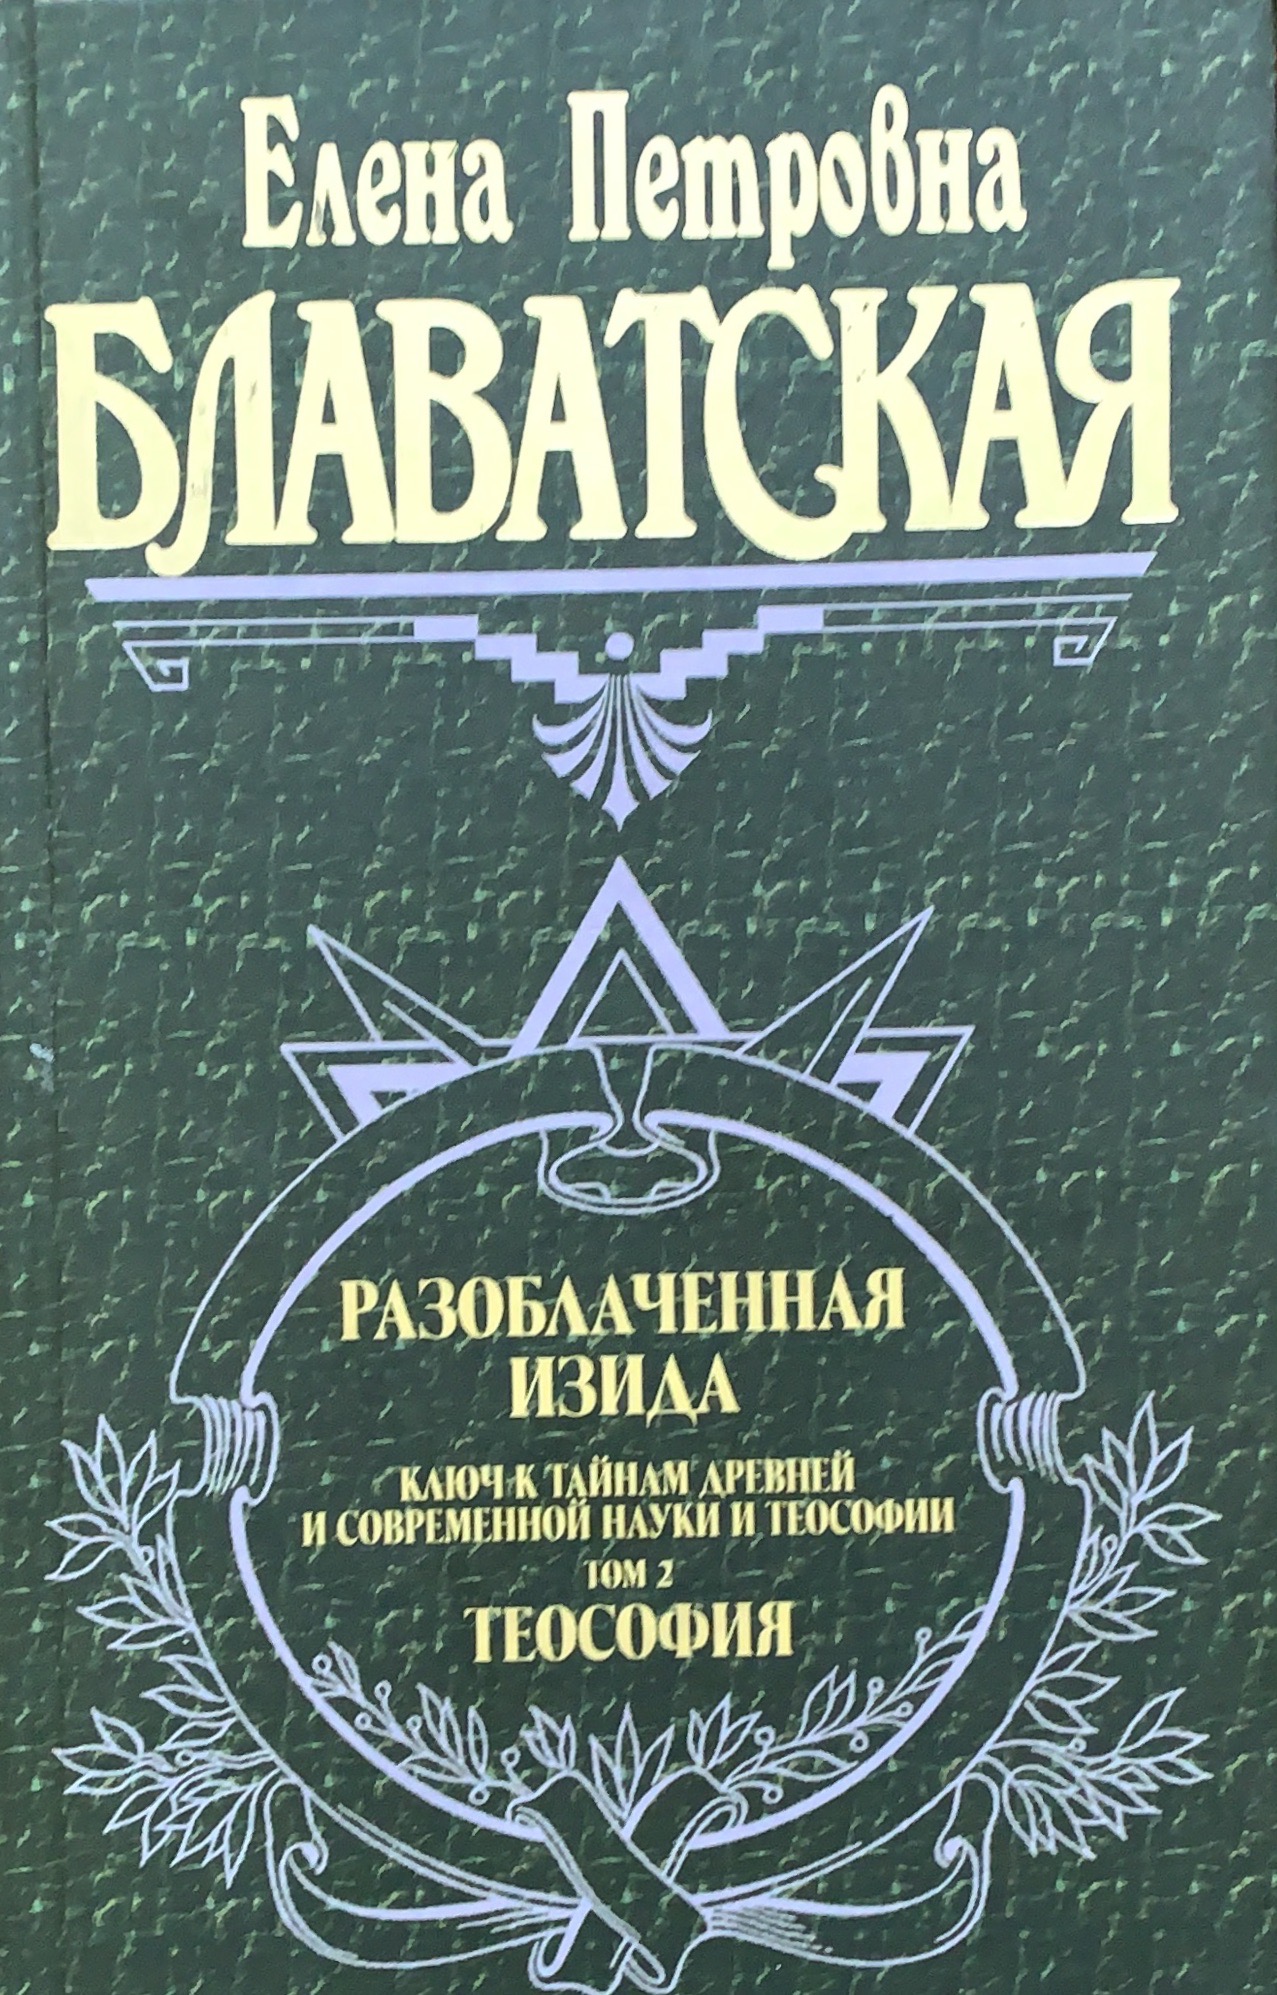 Елена Петровна
БЛАВАТСКАЯ
РАЗОБЛАЧЕННАЯ
ИЗИДА
КЛЮЧ К ТАЙНАМ ДРЕВНЕЙ
И СОВРЕМЕННОЙ НАУКИ И ТЕОСОФИИ
ТОМ 2
ТЕОСОФИЯ